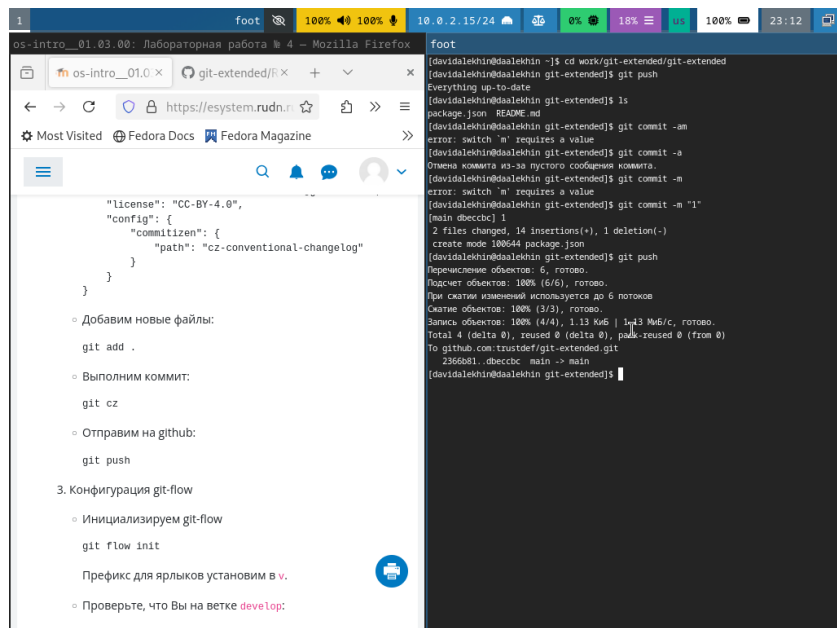 1
foot
100%
100%
10.0.2.15/24
0%
18%
us
100%
23:12
os-intro__01.03.00: Лабораторная работа № 4 — Mozilla Firefox
os-intro__01.0
git-extended/R
https://esystem.rudn.r
Most Visited
Fedora Docs
Fedora Magazine
"license": "CC-BY-4.0",
"config": {
"commitizen": {
"path": "cz-conventional-changelog"
}
}
}
Добавим новые файлы:
git add .
Выполним коммит:
git cz
Отправим на github:
git push
3. Конфигурация git-flow
Инициализируем git-flow
git flow init
Префикс для ярлыков установим в v.
Проверьте, что Вы на ветке develop:
foot
[davidalekhin@daalekhin ~]$ cd work/git-extended/git-extended
[davidalekhin@daalekhin git-extended]$ git push
Everything up-to-date
[davidalekhin@daalekhin git-extended]$ ls
package.json README.md
[davidalekhin@daalekhin git-extended]$ git commit -am
error: switch `m' requires a value
[davidalekhin@daalekhin git-extended]$ git commit -a
Отмена коммита из-за пустого сообщения коммита.
[davidalekhin@daalekhin git-extended]$ git commit -m
error: switch `m' requires a value
[davidalekhin@daalekhin git-extended]$ git commit -m "1"
[main dbeccbc] 1
2 files changed, 14 insertions(+), 1 deletion(-)
create mode 100644 package.json
[davidalekhin@daalekhin git-extended]$ git push
Перечисление объектов: 6, готово.
Подсчет объектов: 100% (6/6), готово.
При сжатии изменений используется до 6 потоков
Сжатие объектов: 100% (3/3), готово.
Запись объектов: 100% (4/4), 1.13 КиБ | 1.13 МиБ/с, готово.
Total 4 (delta 0), reused 0 (delta 0), pack-reused 0 (from 0)
To github.com:trustdef/git-extended.git
2366b81..dbeccbc main -> main
[davidalekhin@daalekhin git-extended]$